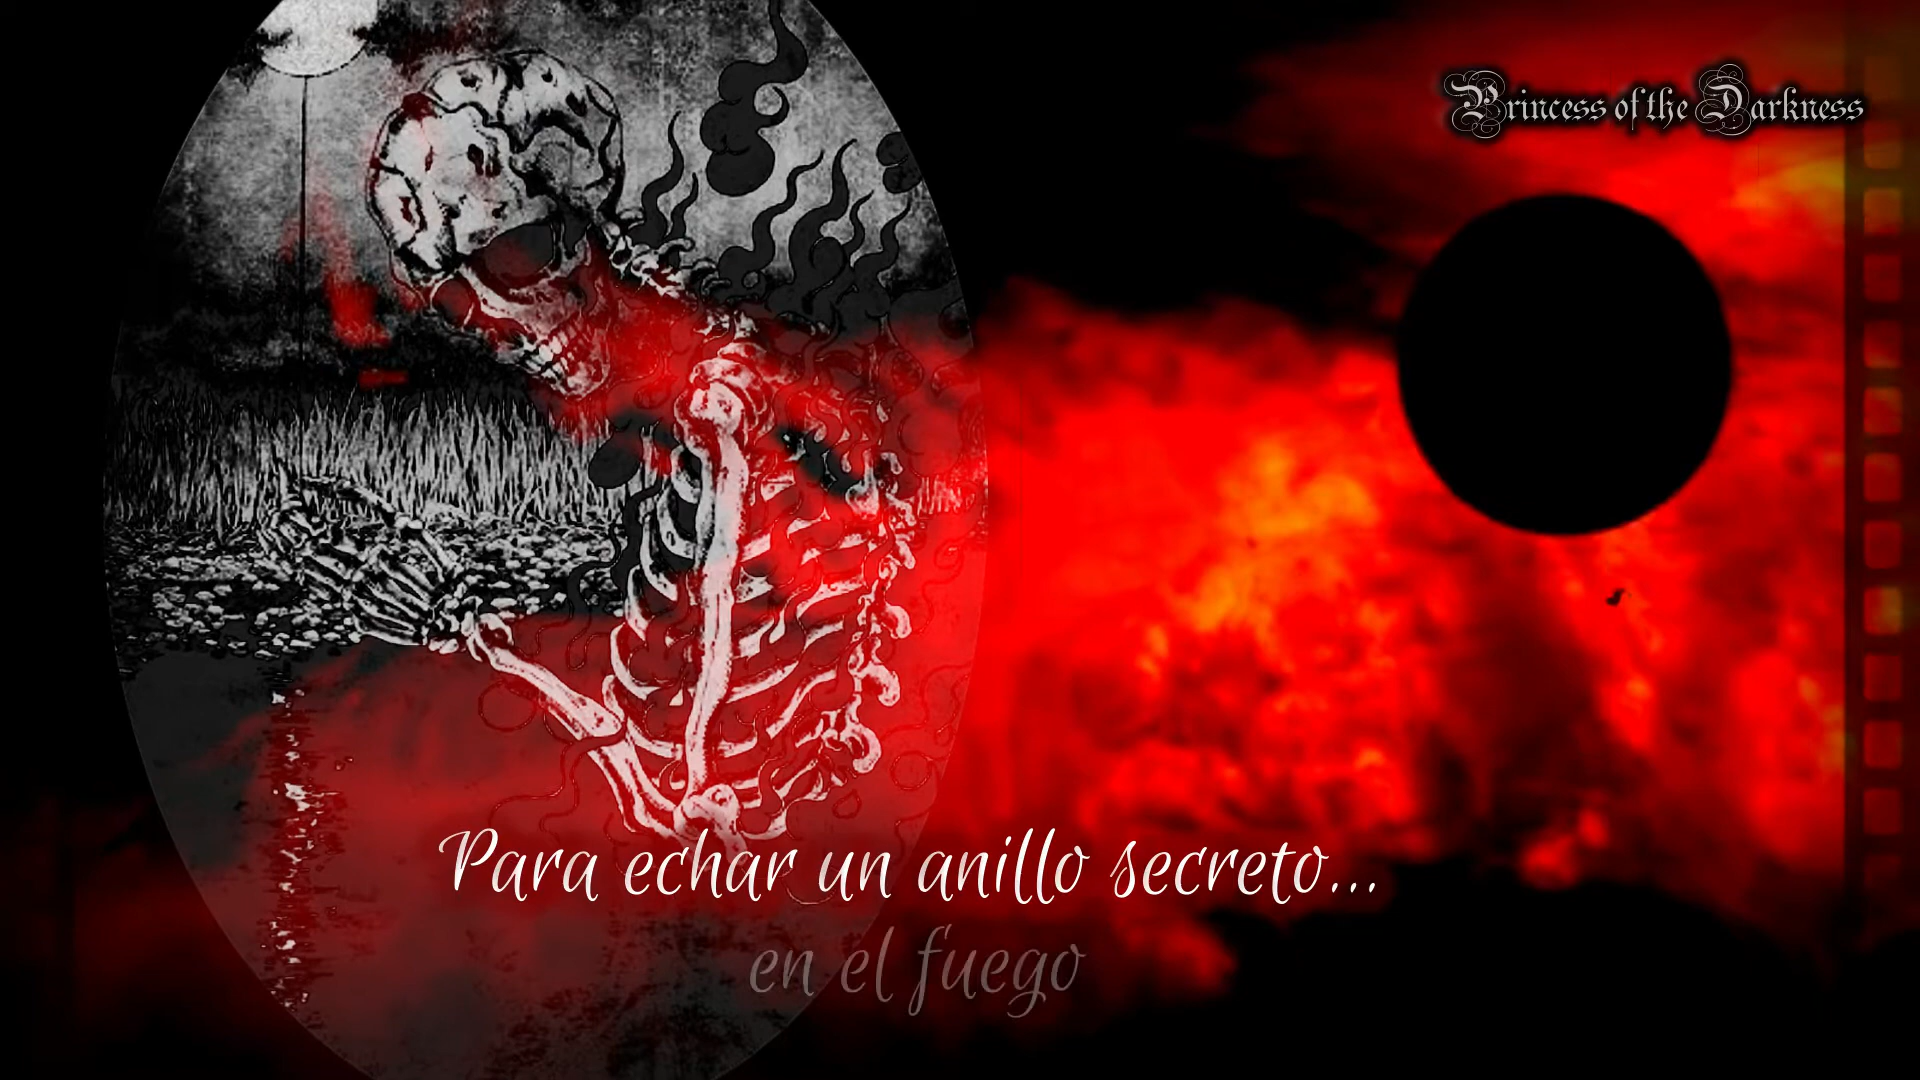 Princess of the Darkness
Para echar un anillo secreto...
en el fuego